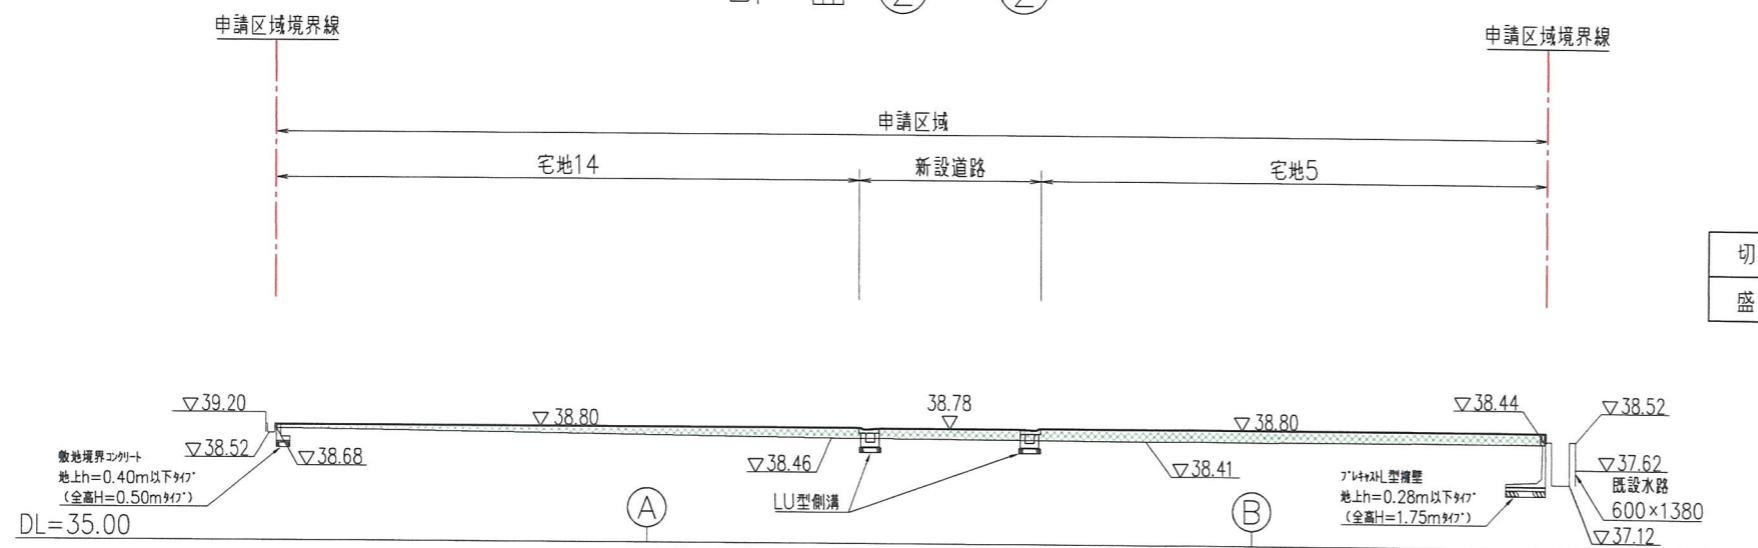 ② ②
申請区域境界線
申請区域境界線
申請区域
宅地14
新設道路
宅地5
切
盛
▽39.20
▽38.80
38.78
▽
▽38.80
▽38.44
▽38.52
▽38.52
▽38.68
▽38.46
▽38.41
▽37.62
敷地境界コンクリート
地上h=0.40m以下タイプ
(全高H=0.50mタイプ)
LU型側溝
プレキャストL型擁壁
地上h=0.28m以下タイプ
(全高H=1.75mタイプ)
既設水路
600×1380
▽37.12
DL=35.00
A
B